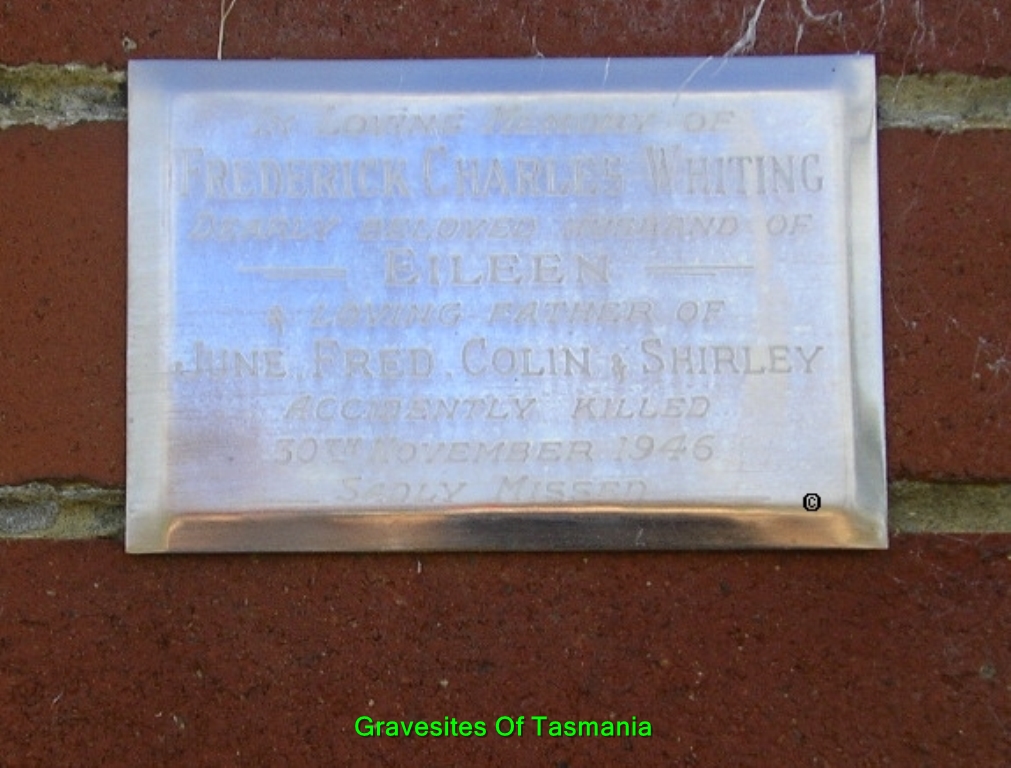 In Loving Memory of
Frederick Charles Whiting
Dearly beloved husband of
Eileen
& Loving Father of
June, Fred, Colin & Shirley
Accidently killed
30th November 1946
Sadly Missed
©
Gravesites Of Tasmania